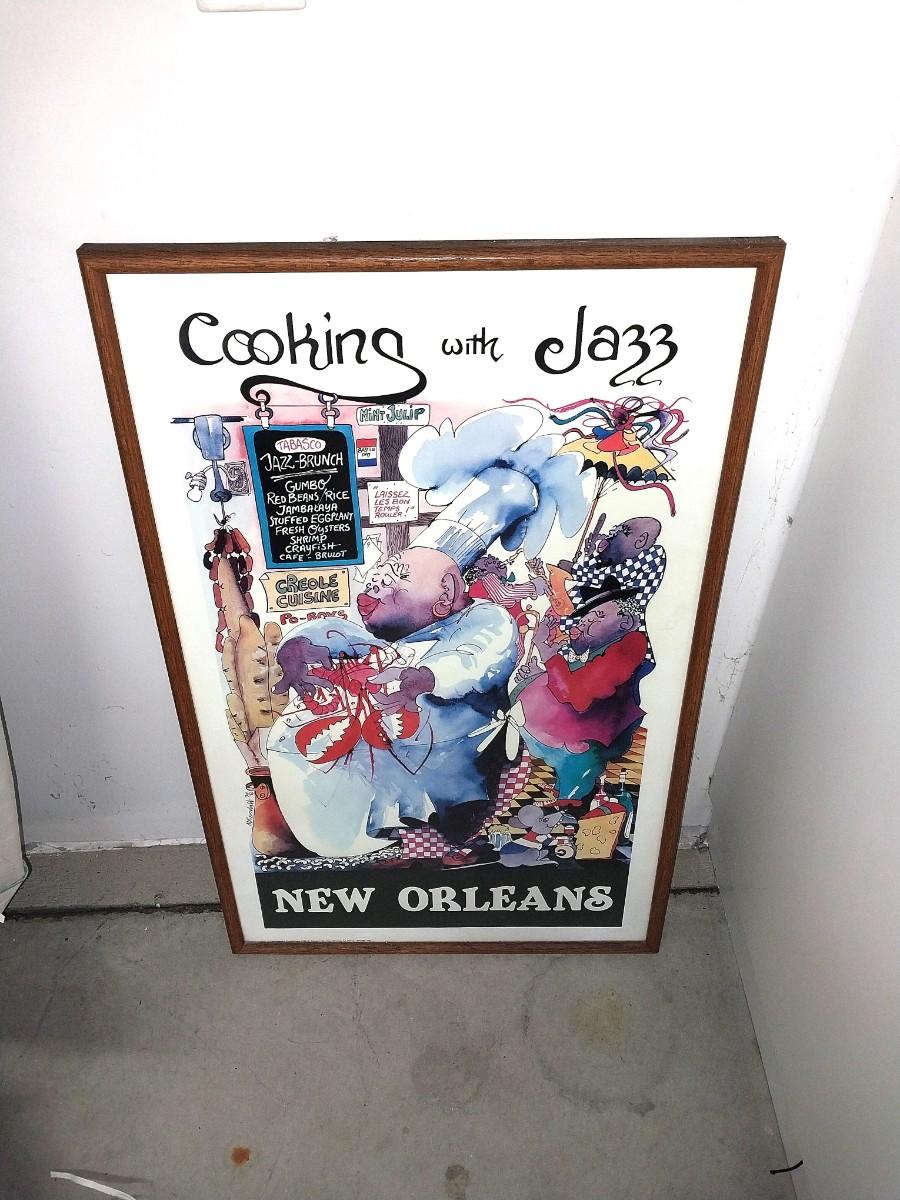 Cooking with Jazz
MINT JULIP
TABASCO
JAZZ-BRUNCH
GUMBO
RED BEANS/RICE
JAMBALAYA
STUFFED EGGPLANT
FRESH OYSTERS
SHRIMP
CRAYFISH
CAFE-BRULOT
"LAISSEZ
LES BON
TEMPS
ROULER!"
CREOLE
CUISINE
PO-BOYS
NEW ORLEANS